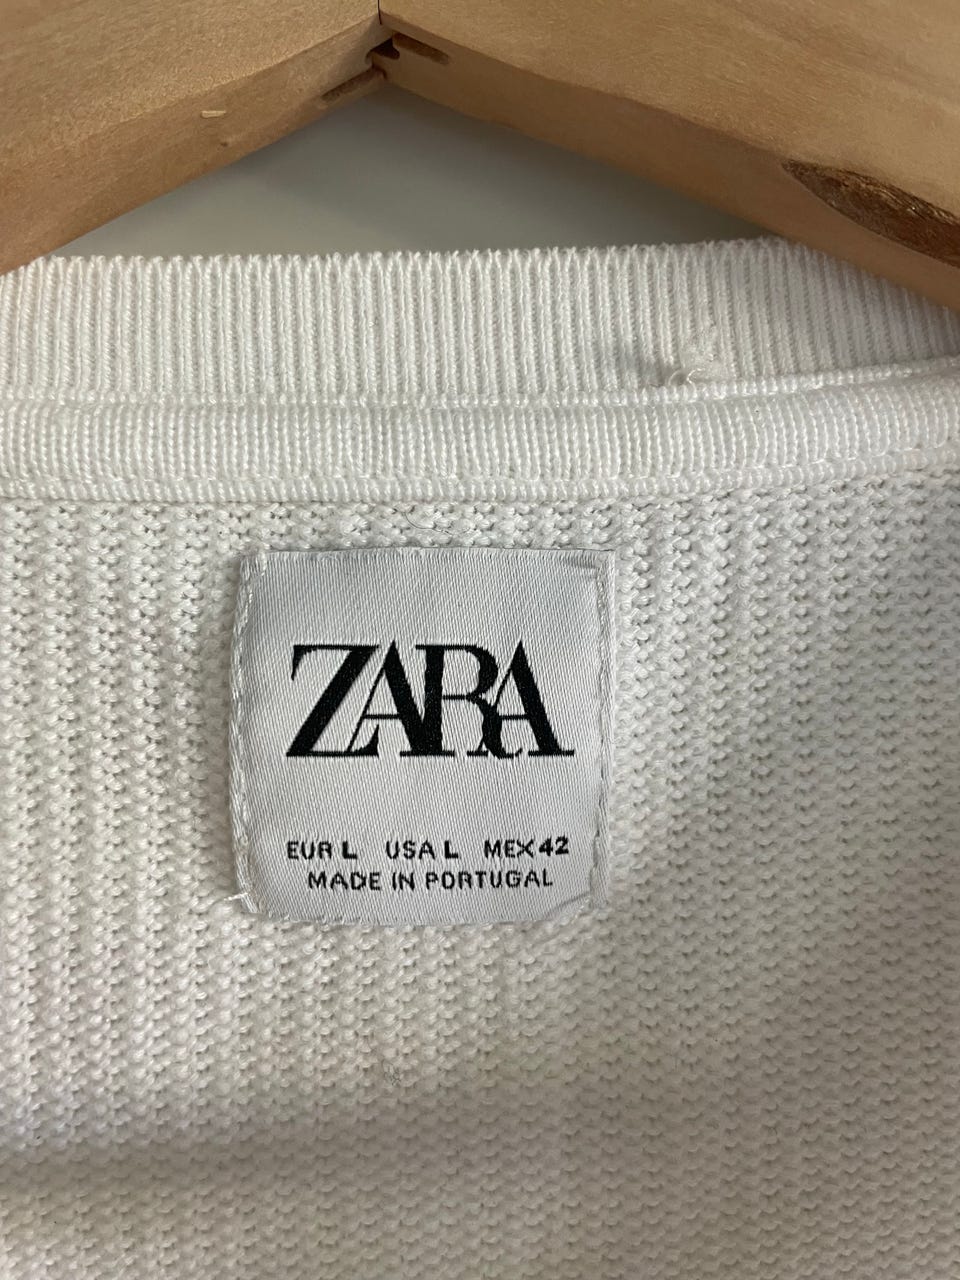 ZARA
EUR L USA L MEX 42
MADE IN PORTUGAL